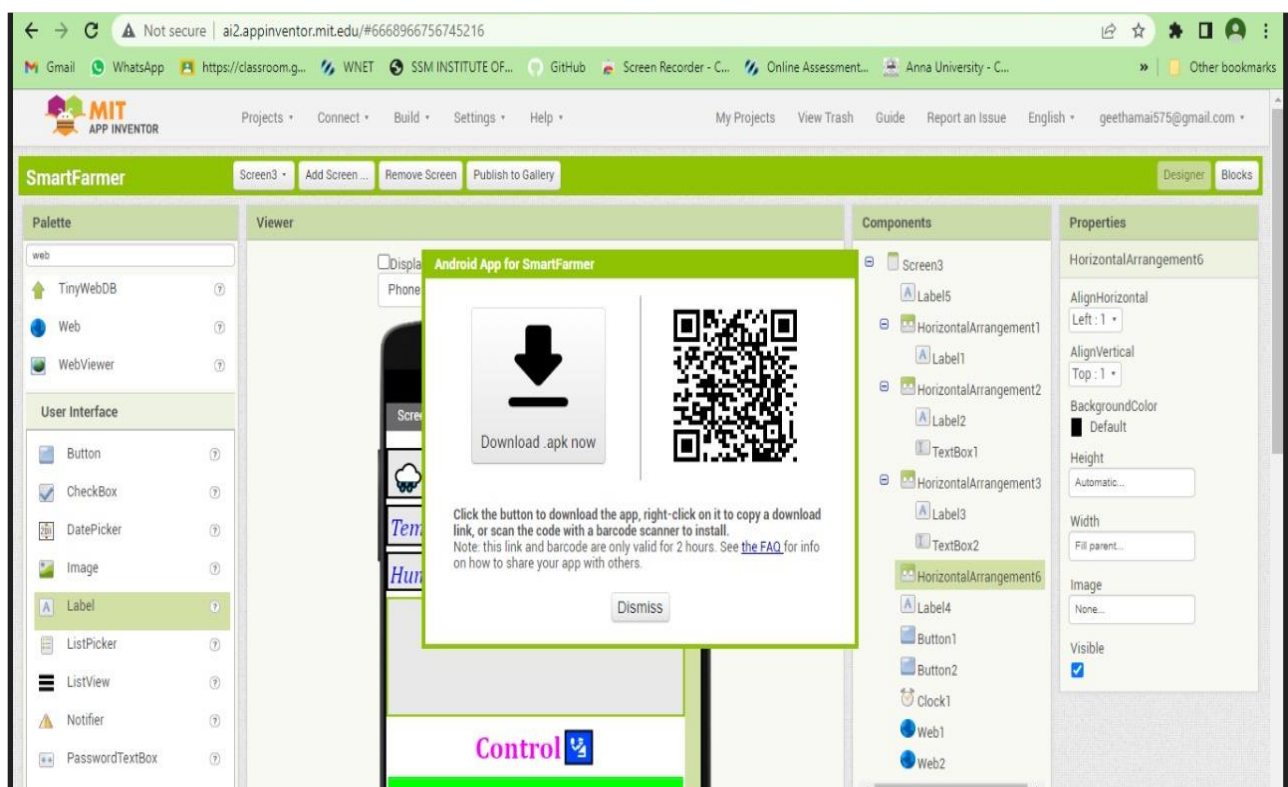 Not secure | ai2.appinventor.mit.edu/#6668966756745216
Gmail WhatsApp https://classroom.g... WNET SSM INSTITUTE OF... GitHub Screen Recorder - C... Online Assessment... Anna University - C... » Other bookmarks
MIT
APP INVENTOR
Projects Connect Build Settings Help My Projects View Trash Guide Report an Issue English geethamai575@gmail.com
SmartFarmer Screen3 Add Screen ... Remove Screen Publish to Gallery Designer Blocks
Palette
web
TinyWebDB
Web
WebViewer
User Interface
Button
CheckBox
DatePicker
Image
Label
ListPicker
ListView
Notifier
PasswordTextBox
Viewer
Displa
Phone
Scree
Tem
Hum
Control
Android App for SmartFarmer
Download .apk now
Click the button to download the app, right-click on it to copy a download
link, or scan the code with a barcode scanner to install.
Note: this link and barcode are only valid for 2 hours. See the FAQ for info
on how to share your app with others.
Dismiss
Components
Screen3
Label5
HorizontalArrangement1
Label1
HorizontalArrangement2
Label2
TextBox1
HorizontalArrangement3
Label3
TextBox2
HorizontalArrangement6
Label4
Button1
Button2
Clock1
Web1
Web2
Properties
HorizontalArrangement6
AlignHorizontal
Left : 1
AlignVertical
Top : 1
BackgroundColor
Default
Height
Automatic...
Width
Fill parent...
Image
None...
Visible